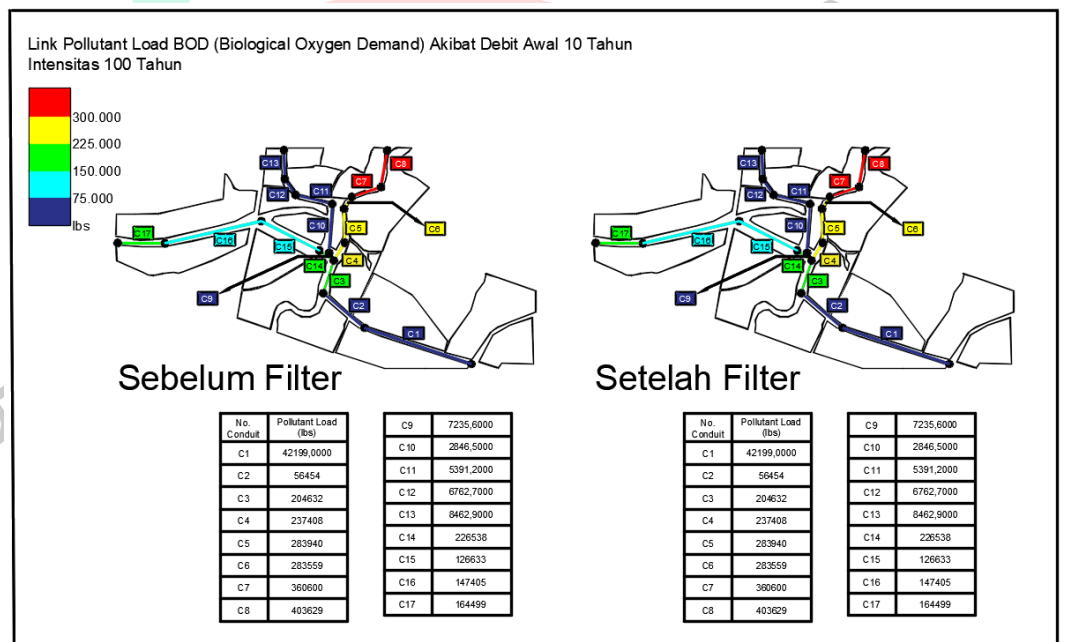 Link Pollutant Load BOD (Biological Oxygen Demand) Akibat Debit Awal 10 Tahun
Intensitas 100 Tahun
300.000
225.000
150.000
75.000
lbs
C13
C8
C7
C12
C11
C10
C5
C6
C17
C16
C15
C4
C14
C3
C9
C2
C1
Sebelum Filter
C13
C8
C7
C12
C11
C10
C5
C6
C17
C16
C15
C4
C14
C3
C9
C2
C1
Setelah Filter
No. Conduit Pollutant Load (lbs)
C1 42199,0000
C2 56454
C3 204632
C4 237408
C5 283940
C6 283559
C7 360600
C8 403629
C9 7235,6000
C10 2846,5000
C11 5391,2000
C12 6762,7000
C13 8462,9000
C14 226538
C15 126633
C16 147405
C17 164499
No. Conduit Pollutant Load (lbs)
C1 42199,0000
C2 56454
C3 204632
C4 237408
C5 283940
C6 283559
C7 360600
C8 403629
C9 7235,6000
C10 2846,5000
C11 5391,2000
C12 6762,7000
C13 8462,9000
C14 226538
C15 126633
C16 147405
C17 164499